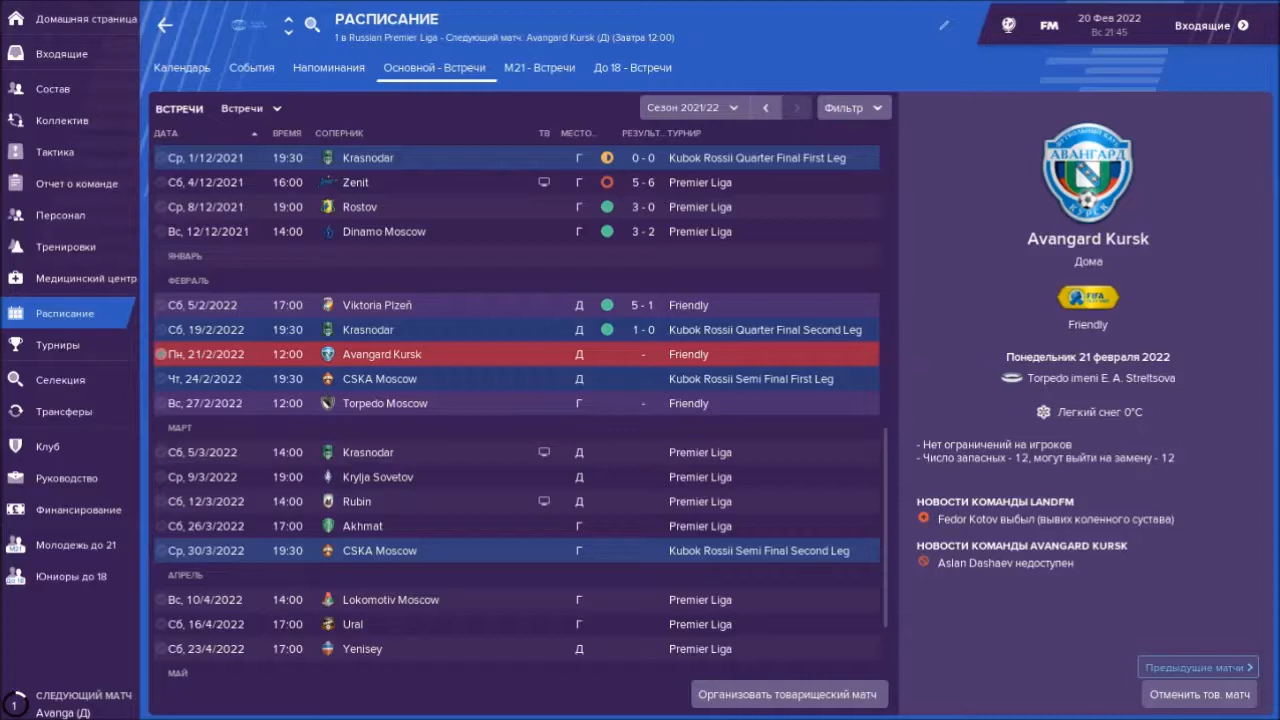 Домашняя страница
Входящие
Состав
Коллектив
Тактика
Отчет о команде
Персонал
Тренировки
Медицинский центр
Расписание
Турниры
Селекция
Трансферы
Клуб
Руководство
Финансирование
Молодежь до 21
Юниоры до 18
1
СЛЕДУЮЩИЙ МАТЧ
Avanga (Д)
РАСПИСАНИЕ
1 в Russian Premier Liga - Следующий матч: Avangard Kursk (Д) (Завтра 12:00)
FM
20 Фев 2022
Вс 21:45
Входящие
Календарь События Напоминания Основной - Встречи М21 - Встречи До 18 - Встречи
ВСТРЕЧИ Встречи Сезон 2021/22 Фильтр
ДАТА ВРЕМЯ СОПЕРНИК ТВ МЕСТО... РЕЗУЛЬТ... ТУРНИР
Ср, 1/12/2021 19:30 Krasnodar Г 0 - 0 Kubok Rossii Quarter Final First Leg
Сб, 4/12/2021 16:00 Zenit Г 5 - 6 Premier Liga
Ср, 8/12/2021 19:00 Rostov Г 3 - 0 Premier Liga
Вс, 12/12/2021 14:00 Dinamo Moscow Г 3 - 2 Premier Liga
ЯНВАРЬ
ФЕВРАЛЬ
Сб, 5/2/2022 17:00 Viktoria Plzeň Д 5 - 1 Friendly
Сб, 19/2/2022 19:30 Krasnodar Д 1 - 0 Kubok Rossii Quarter Final Second Leg
Пн, 21/2/2022 12:00 Avangard Kursk Д - Friendly
Чт, 24/2/2022 19:30 CSKA Moscow Д Kubok Rossii Semi Final First Leg
Вс, 27/2/2022 12:00 Torpedo Moscow Г - Friendly
МАРТ
Сб, 5/3/2022 14:00 Krasnodar Д Premier Liga
Ср, 9/3/2022 19:00 Krylja Sovetov Д Premier Liga
Сб, 12/3/2022 14:00 Rubin Д Premier Liga
Сб, 26/3/2022 17:00 Akhmat Г Premier Liga
Ср, 30/3/2022 19:30 CSKA Moscow Г Kubok Rossii Semi Final Second Leg
АПРЕЛЬ
Вс, 10/4/2022 14:00 Lokomotiv Moscow Г Premier Liga
Сб, 16/4/2022 17:00 Ural Г Premier Liga
Сб, 23/4/2022 17:00 Yenisey Д Premier Liga
МАЙ
Организовать товарищеский матч
ФУТБОЛЬНЫЙ КЛУБ
АВАНГАРД
КУРСК
Avangard Kursk
Дома
FIFA
Friendly
Понедельник 21 февраля 2022
Torpedo imeni E. A. Streltsova
Легкий снег 0°C
- Нет ограничений на игроков
- Число запасных - 12, могут выйти на замену - 12
НОВОСТИ КОМАНДЫ LANDFM
Fedor Kotov выбыл (вывих коленного сустава)
НОВОСТИ КОМАНДЫ AVANGARD KURSK
Aslan Dashaev недоступен
Предыдущие матчи
Отменить тов. матч